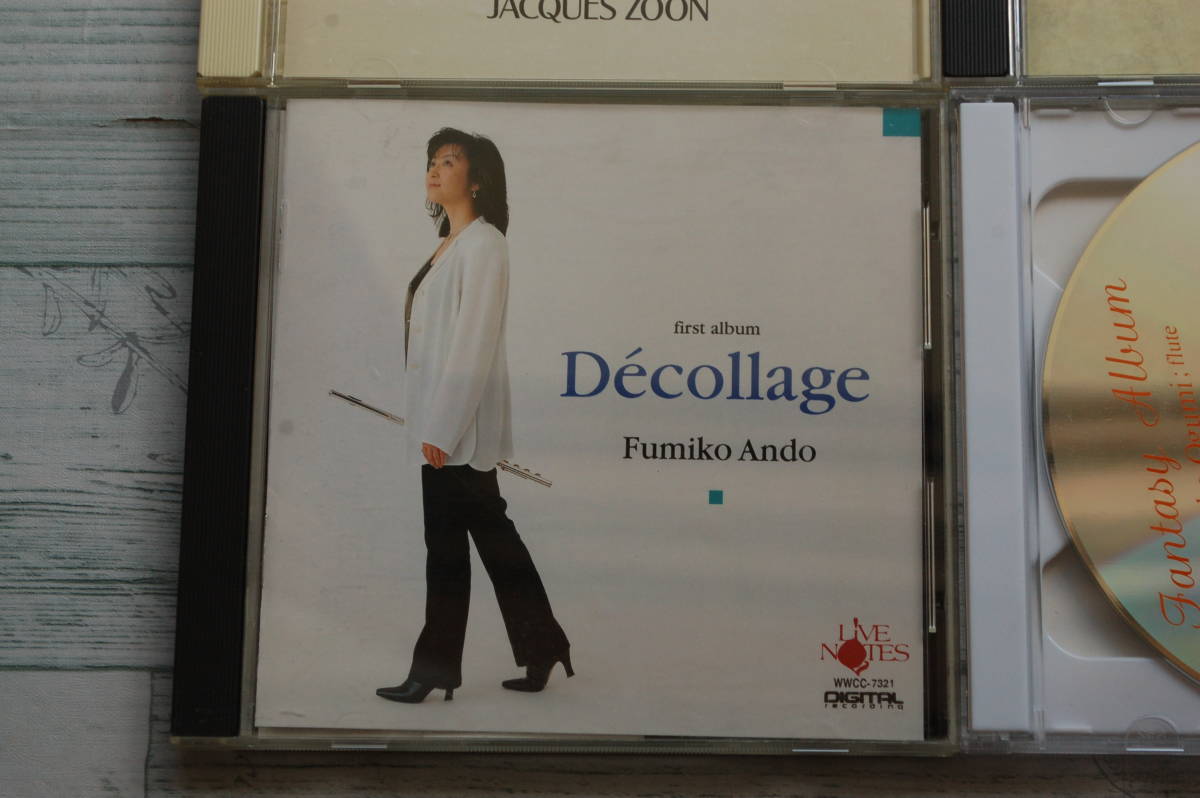 JACQUES ZOON
first album
Décollage
Fumiko Ando
LIVE
NOTES
WWCC-7321
DIGITAL
recording
Fantasy Album
: flute